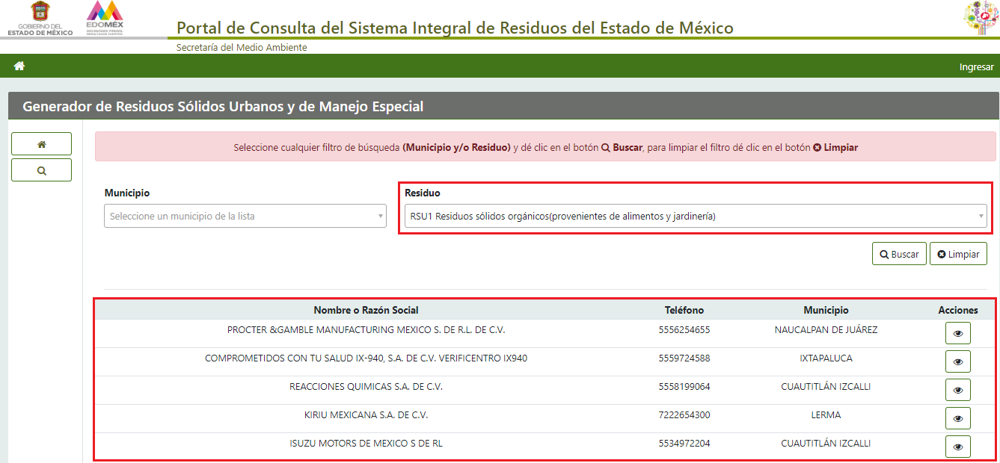 GOBIERNO DEL
ESTADO DE MÉXICO
EDOMÉX
DECISIONES FIRMES, RESULTADOS FUERTES.
Portal de Consulta del Sistema Integral de Residuos del Estado de México
Secretaría del Medio Ambiente
Ingresar
Generador de Residuos Sólidos Urbanos y de Manejo Especial
Seleccione cualquier filtro de búsqueda (Municipio y/o Residuo) y dé clic en el botón Buscar, para limpiar el filtro dé clic en el botón Limpiar
Municipio Residuo
Seleccione un municipio de la lista RSU1 Residuos sólidos orgánicos(provenientes de alimentos y jardinería)
Buscar Limpiar
Nombre o Razón Social Teléfono Municipio Acciones
PROCTER &GAMBLE MANUFACTURING MEXICO S. DE R.L. DE C.V. 5556254655 NAUCALPAN DE JUÁREZ
COMPROMETIDOS CON TU SALUD IX-940, S.A. DE C.V. VERIFICENTRO IX940 5559724588 IXTAPALUCA
REACCIONES QUIMICAS S.A. DE C.V. 5558199064 CUAUTITLÁN IZCALLI
KIRIU MEXICANA S.A. DE C.V. 7222654300 LERMA
ISUZU MOTORS DE MEXICO S DE RL 5534972204 CUAUTITLÁN IZCALLI